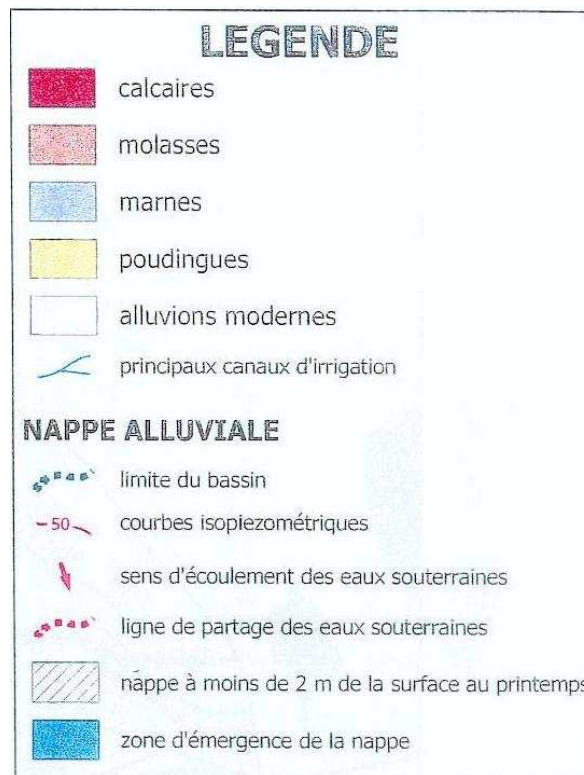 LEGENDE
calcaires
molasses
marnes
poudingues
alluvions modernes
principaux canaux d'irrigation
NAPPE ALLUVIALE
limite du bassin
50
courbes isopiezométriques
sens d'écoulement des eaux souterraines
ligne de partage des eaux souterraines
nappe à moins de 2 m de la surface au printemps
zone d'émergence de la nappe